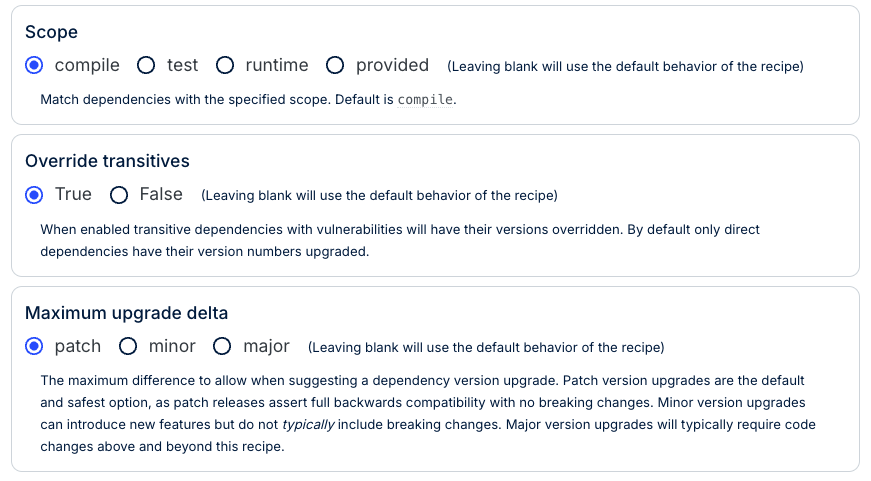 Scope
compile test runtime provided (Leaving blank will use the default behavior of the recipe)
Match dependencies with the specified scope. Default is compile.
Override transitives
True False (Leaving blank will use the default behavior of the recipe)
When enabled transitive dependencies with vulnerabilities will have their versions overridden. By default only direct
dependencies have their version numbers upgraded.
Maximum upgrade delta
patch minor major (Leaving blank will use the default behavior of the recipe)
The maximum difference to allow when suggesting a dependency version upgrade. Patch version upgrades are the default
and safest option, as patch releases assert full backwards compatibility with no breaking changes. Minor version upgrades
can introduce new features but do not typically include breaking changes. Major version upgrades will typically require code
changes above and beyond this recipe.